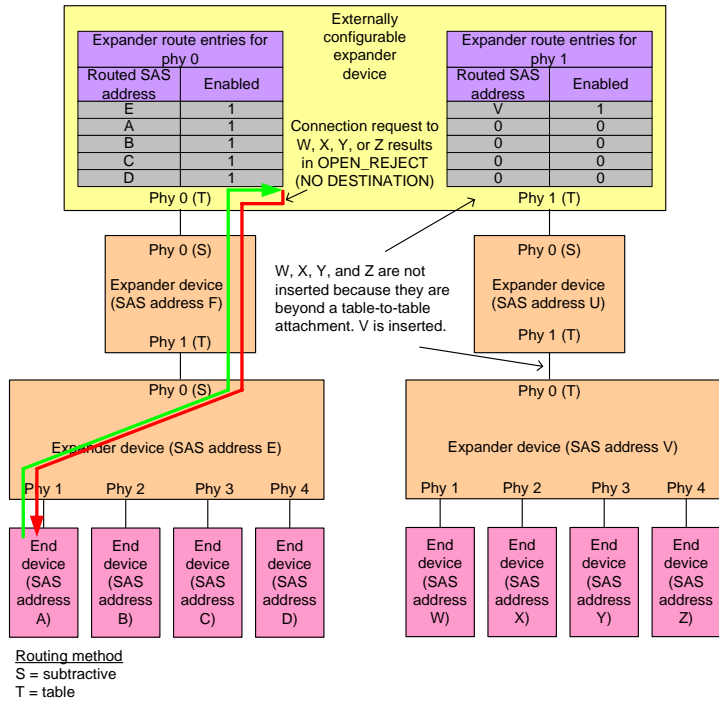 Externally
configurable
expander
device
Expander route entries for
phy 0
Routed SAS
address
Enabled
E 1
A 1
B 1
C 1
D 1
Expander route entries for
phy 1
Routed SAS
address
Enabled
V 1
0 0
0 0
0 0
0 0
Connection request to
W, X, Y, or Z results
in OPEN_REJECT
(NO DESTINATION)
Phy 0 (T)
Phy 1 (T)
Phy 0 (S)
Expander device
(SAS address F)
Phy 1 (T)
W, X, Y, and Z are not
inserted because they are
beyond a table-to-table
attachment. V is inserted.
Phy 0 (S)
Expander device
(SAS address U)
Phy 1 (T)
Phy 0 (S)
Expander device (SAS address E)
Phy 1 Phy 2 Phy 3 Phy 4
Phy 0 (T)
Expander device (SAS address V)
Phy 1 Phy 2 Phy 3 Phy 4
End
device
(SAS
address
A)
End
device
(SAS
address
B)
End
device
(SAS
address
C)
End
device
(SAS
address
D)
End
device
(SAS
address
W)
End
device
(SAS
address
X)
End
device
(SAS
address
Y)
End
device
(SAS
address
Z)
Routing method
S = subtractive
T = table